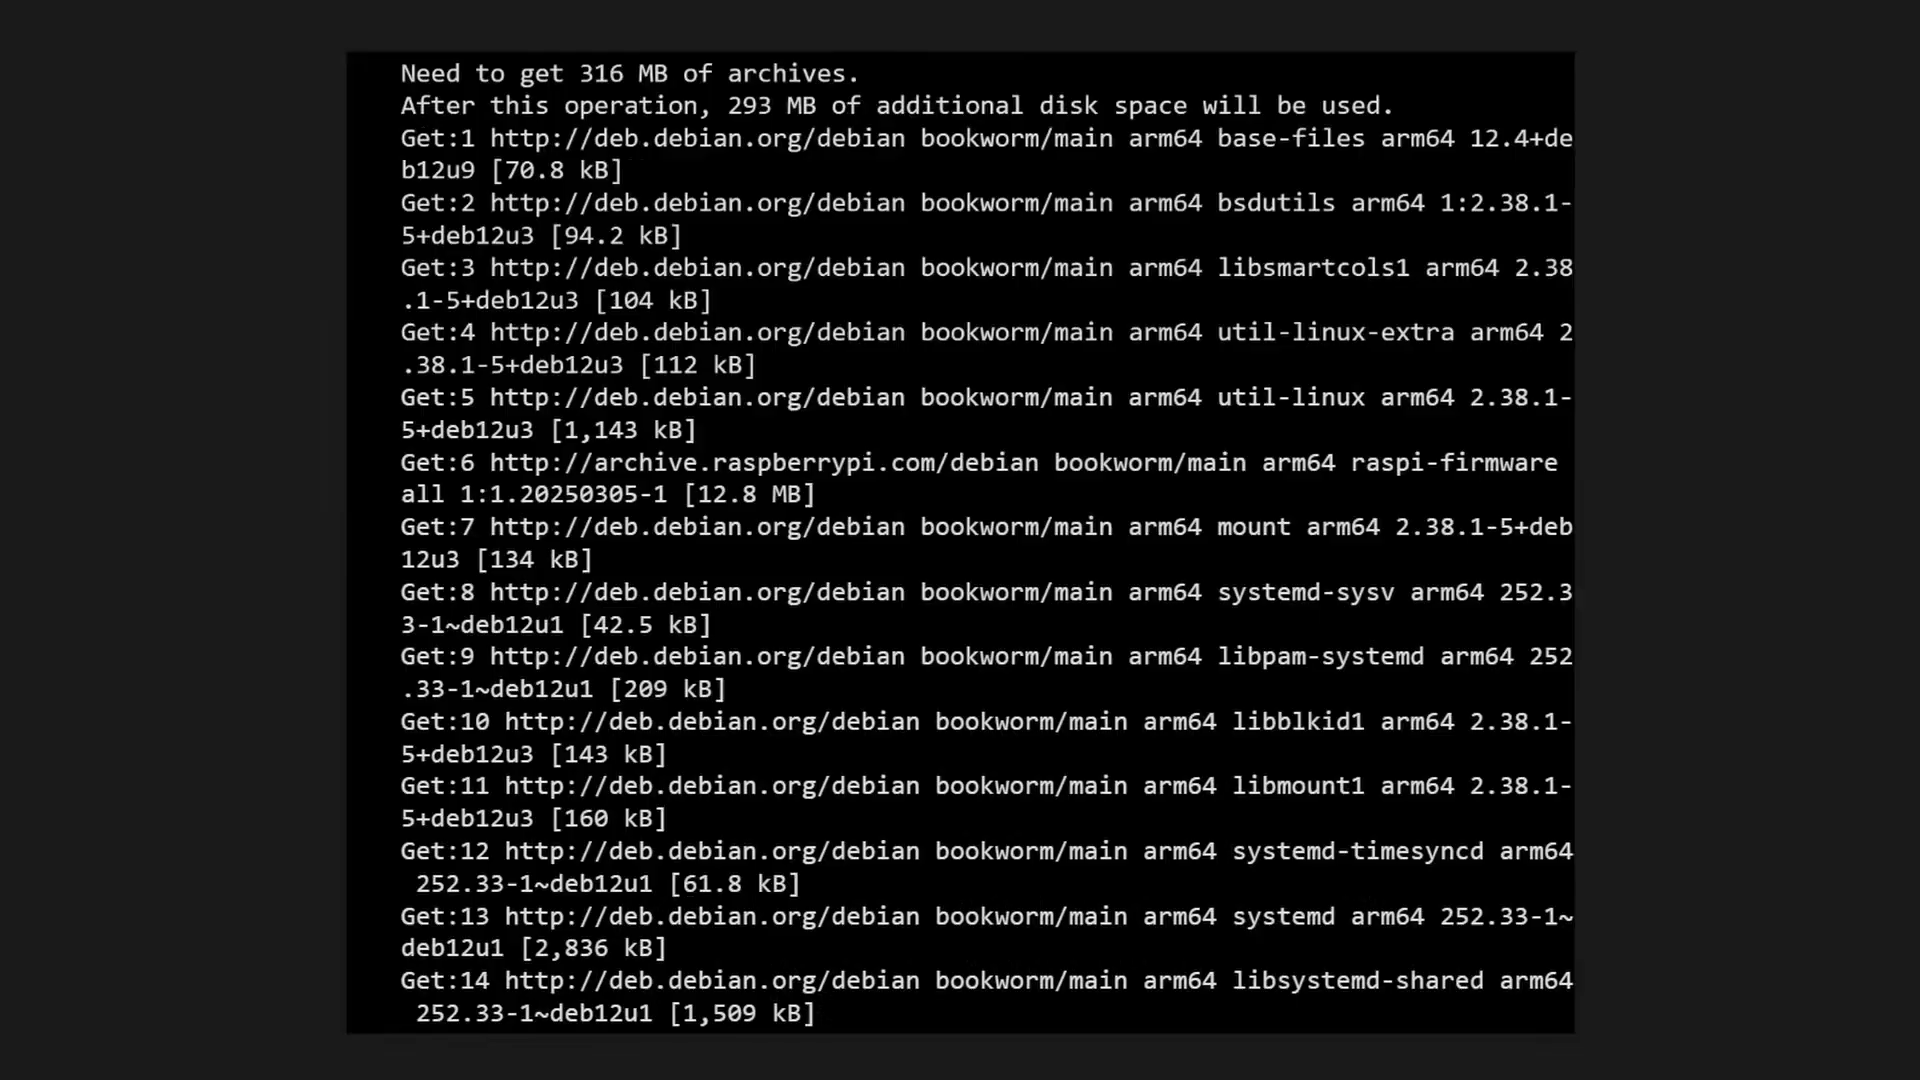 Need to get 316 MB of archives.
After this operation, 293 MB of additional disk space will be used.
Get:1 http://deb.debian.org/debian bookworm/main arm64 base-files arm64 12.4+de
b12u9 [70.8 kB]
Get:2 http://deb.debian.org/debian bookworm/main arm64 bsdutils arm64 1:2.38.1-
5+deb12u3 [94.2 kB]
Get:3 http://deb.debian.org/debian bookworm/main arm64 libsmartcols1 arm64 2.38
.1-5+deb12u3 [104 kB]
Get:4 http://deb.debian.org/debian bookworm/main arm64 util-linux-extra arm64 2
.38.1-5+deb12u3 [112 kB]
Get:5 http://deb.debian.org/debian bookworm/main arm64 util-linux arm64 2.38.1-
5+deb12u3 [1,143 kB]
Get:6 http://archive.raspberrypi.com/debian bookworm/main arm64 raspi-firmware
all 1:1.20250305-1 [12.8 MB]
Get:7 http://deb.debian.org/debian bookworm/main arm64 mount arm64 2.38.1-5+deb
12u3 [134 kB]
Get:8 http://deb.debian.org/debian bookworm/main arm64 systemd-sysv arm64 252.3
3-1~deb12u1 [42.5 kB]
Get:9 http://deb.debian.org/debian bookworm/main arm64 libpam-systemd arm64 252
.33-1~deb12u1 [209 kB]
Get:10 http://deb.debian.org/debian bookworm/main arm64 libblkid1 arm64 2.38.1-
5+deb12u3 [143 kB]
Get:11 http://deb.debian.org/debian bookworm/main arm64 libmount1 arm64 2.38.1-
5+deb12u3 [160 kB]
Get:12 http://deb.debian.org/debian bookworm/main arm64 systemd-timesyncd arm64
 252.33-1~deb12u1 [61.8 kB]
Get:13 http://deb.debian.org/debian bookworm/main arm64 systemd arm64 252.33-1~
deb12u1 [2,836 kB]
Get:14 http://deb.debian.org/debian bookworm/main arm64 libsystemd-shared arm64
 252.33-1~deb12u1 [1,509 kB]